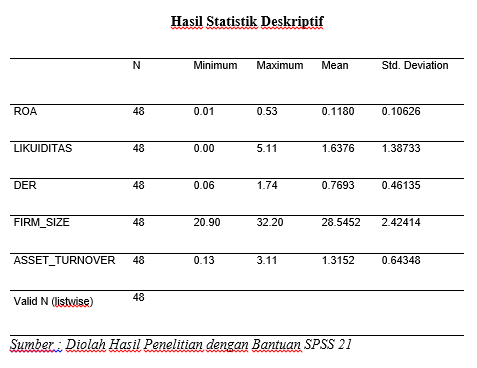 Hasil Statistik Deskriptif
N Minimum Maximum Mean Std. Deviation
ROA 48 0.01 0.53 0.1180 0.10626
LIKUIDITAS 48 0.00 5.11 1.6376 1.38733
DER 48 0.06 1.74 0.7693 0.46135
FIRM_SIZE 48 20.90 32.20 28.5452 2.42414
ASSET_TURNOVER 48 0.13 3.11 1.3152 0.64348
Valid N (listwise) 48
Sumber : Diolah Hasil Penelitian dengan Bantuan SPSS 21